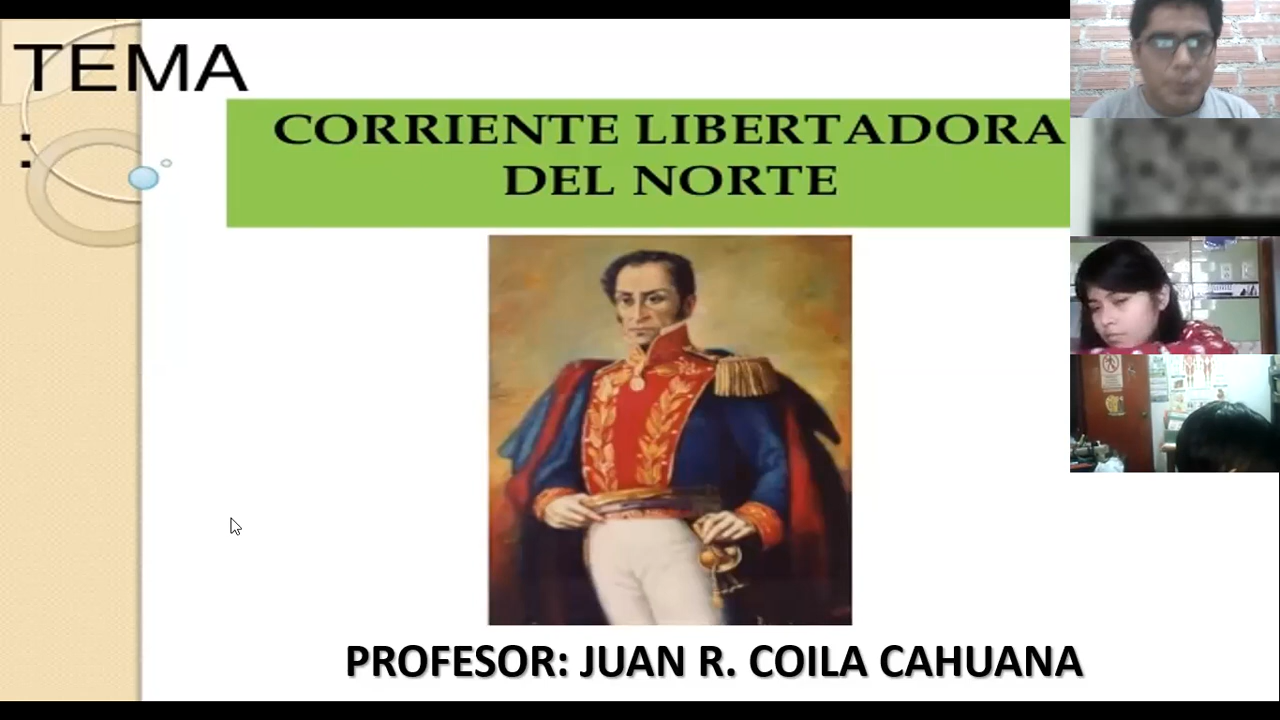 TEMA
:
CORRIENTE LIBERTADORA
DEL NORTE
PROFESOR: JUAN R. COILA CAHUANA